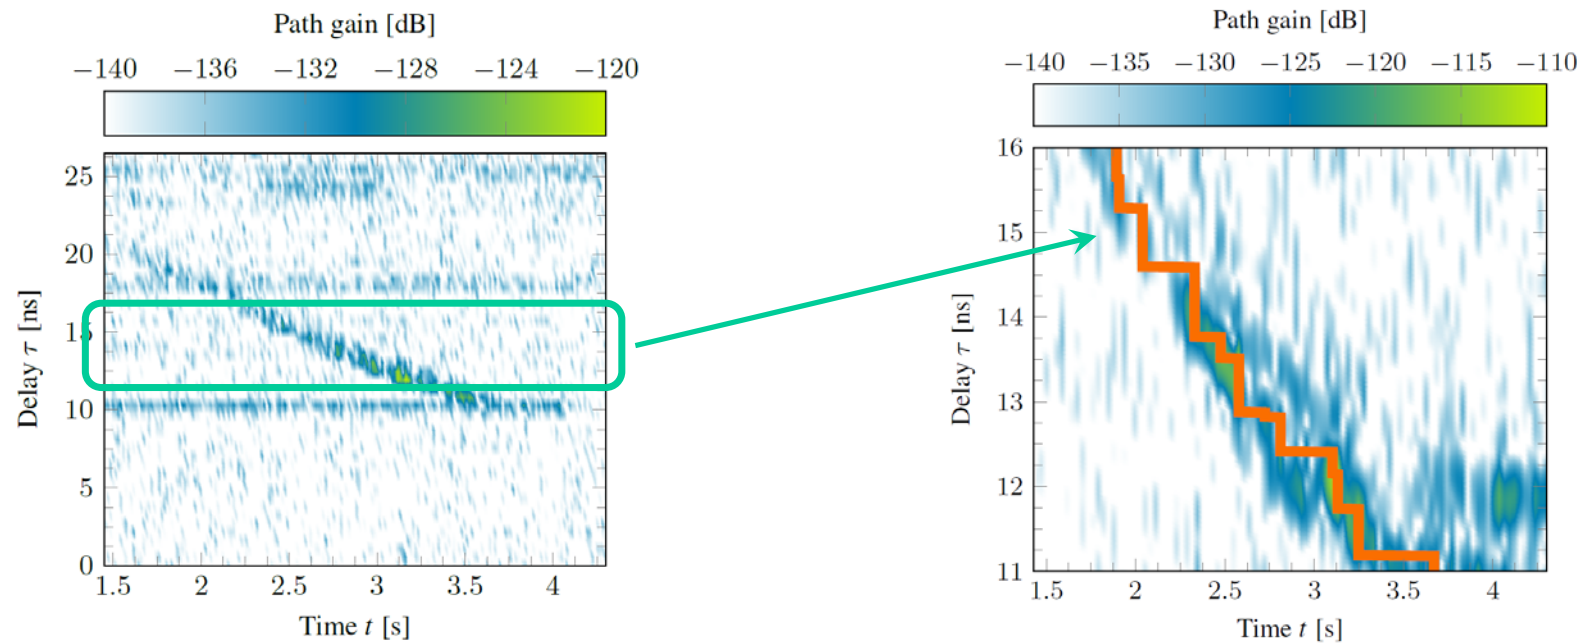 Path gain [dB]
−140 −136 −132 −128 −124 −120
25
20
15
10
5
0
Delay τ [ns]
1.5 2 2.5 3 3.5 4
Time t [s]
Path gain [dB]
−140 −135 −130 −125 −120 −115 −110
16
15
14
13
12
11
Delay τ [ns]
1.5 2 2.5 3 3.5 4
Time t [s]